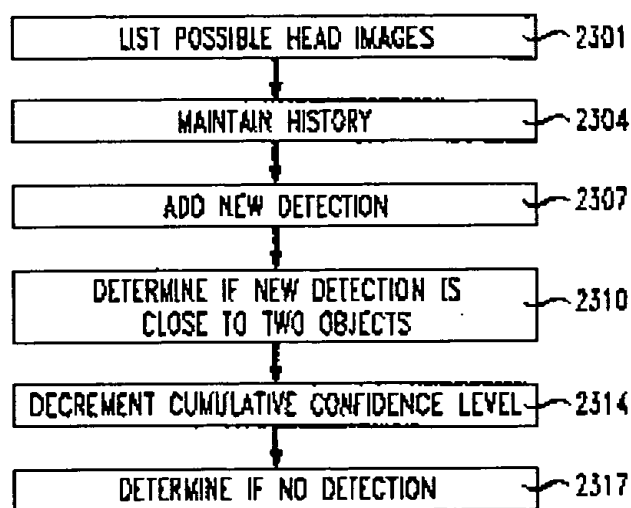 LIST POSSIBLE HEAD IMAGES 2301
MAINTAIN HISTORY 2304
ADD NEW DETECTION 2307
DETERMINE IF NEW DETECTION IS
CLOSE TO TWO OBJECTS 2310
DECREMENT CUMULATIVE CONFIDENCE LEVEL 2314
DETERMINE IF NO DETECTION 2317